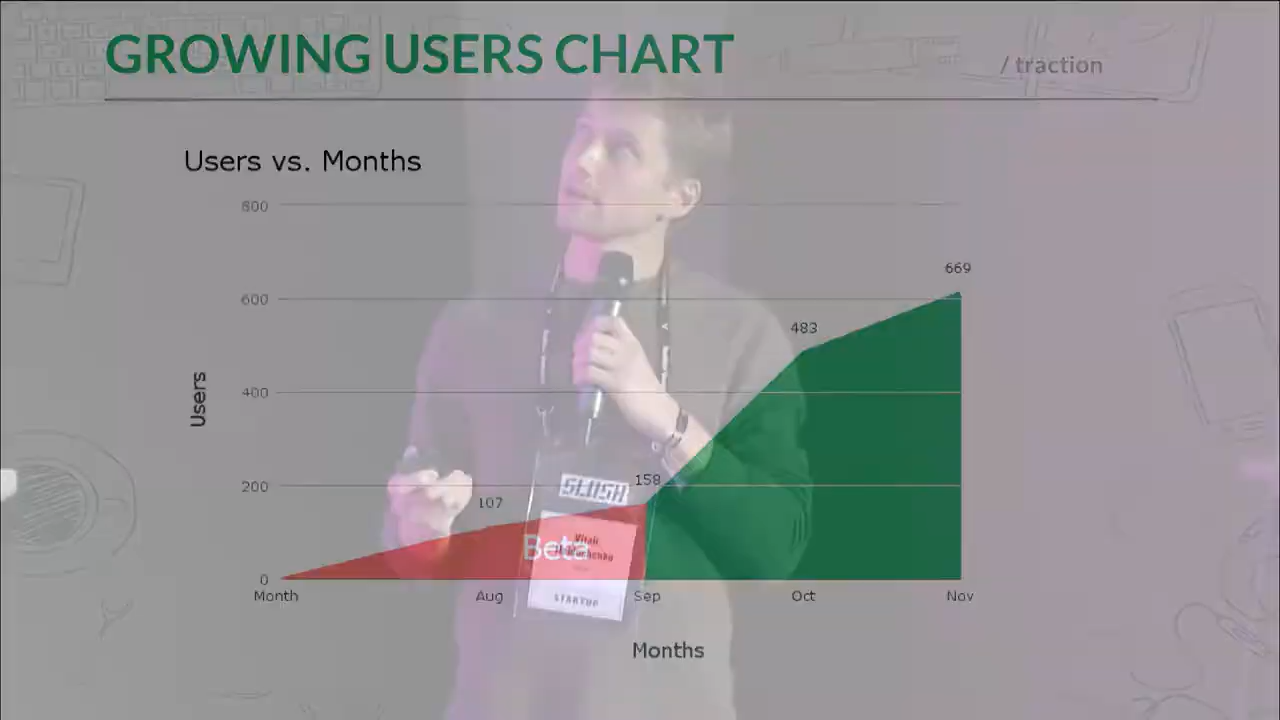 GROWING USERS CHART
/ traction
Users vs. Months
800
669
600
483
Users
400
200
158
107
SLUSH
Vitali
Beta
STARTUP
0
Month
Aug
Sep
Oct
Nov
Months